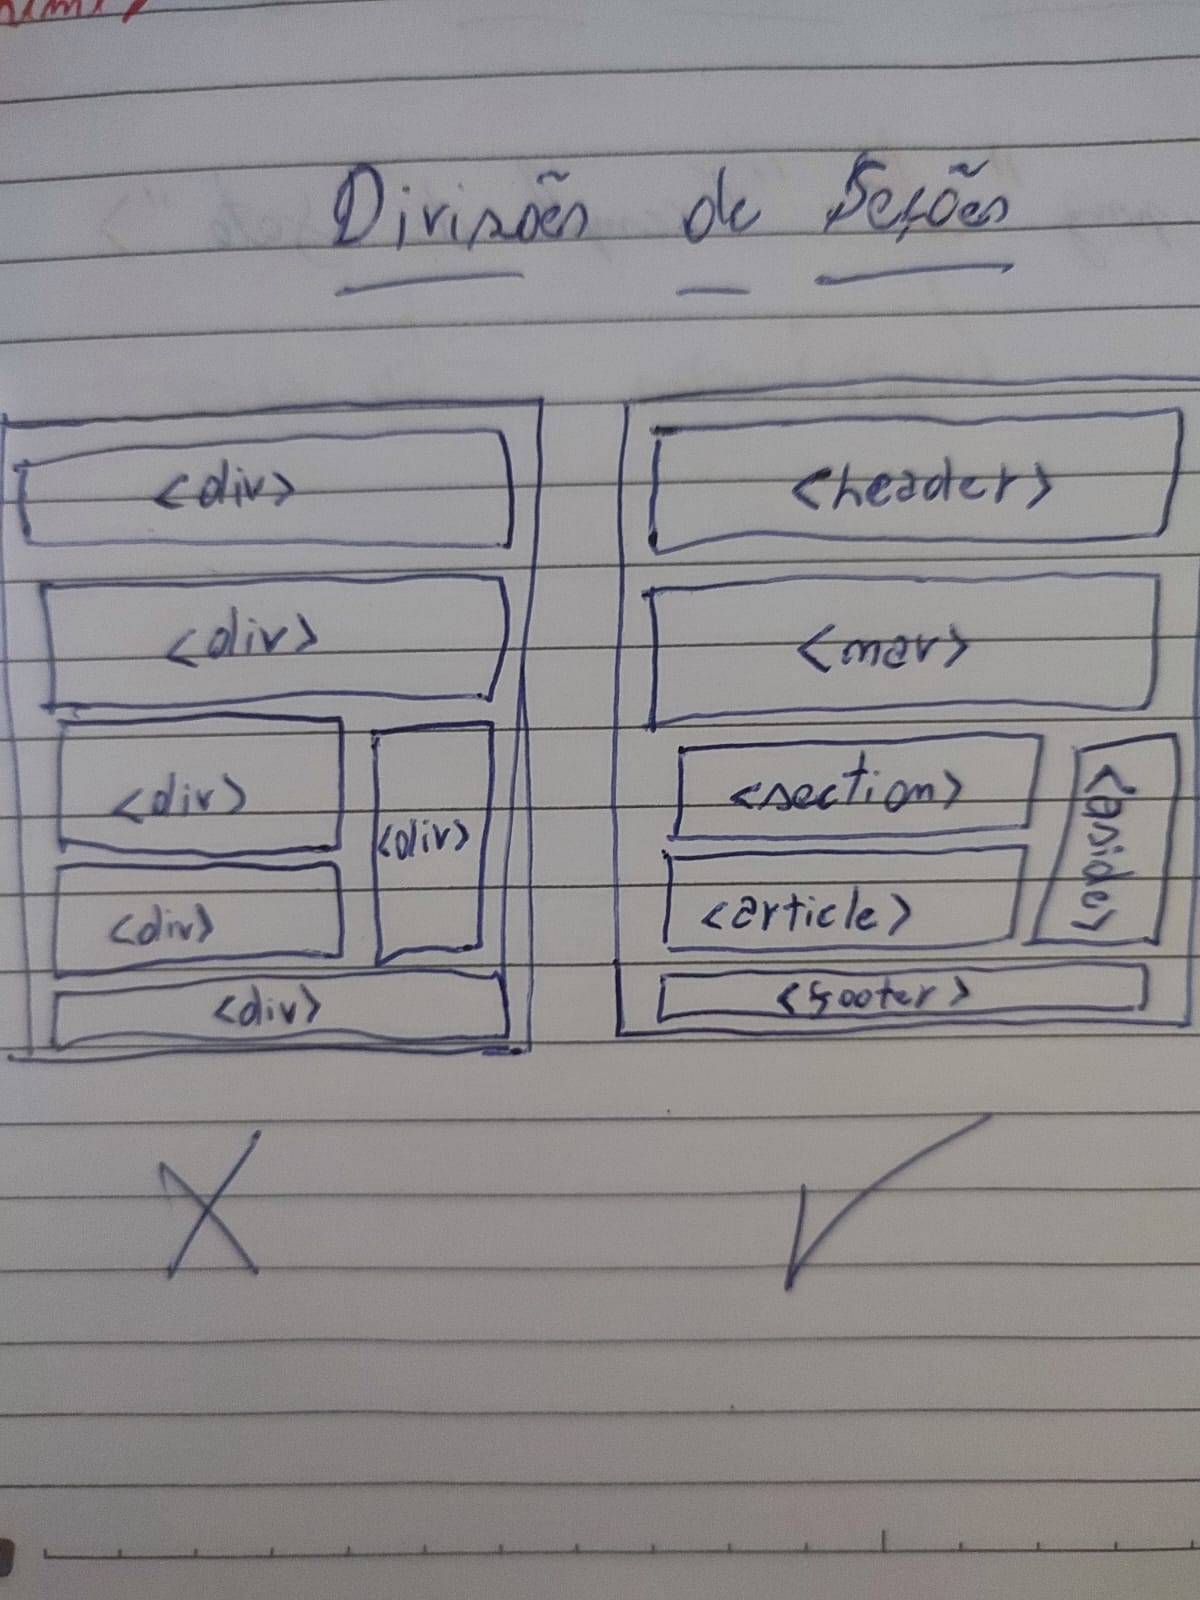 Divisões de Seções
<div>
<div>
<div>
<div>
<div>
<div>
<header>
<nav>
<section>
<aside>
<article>
<footer>